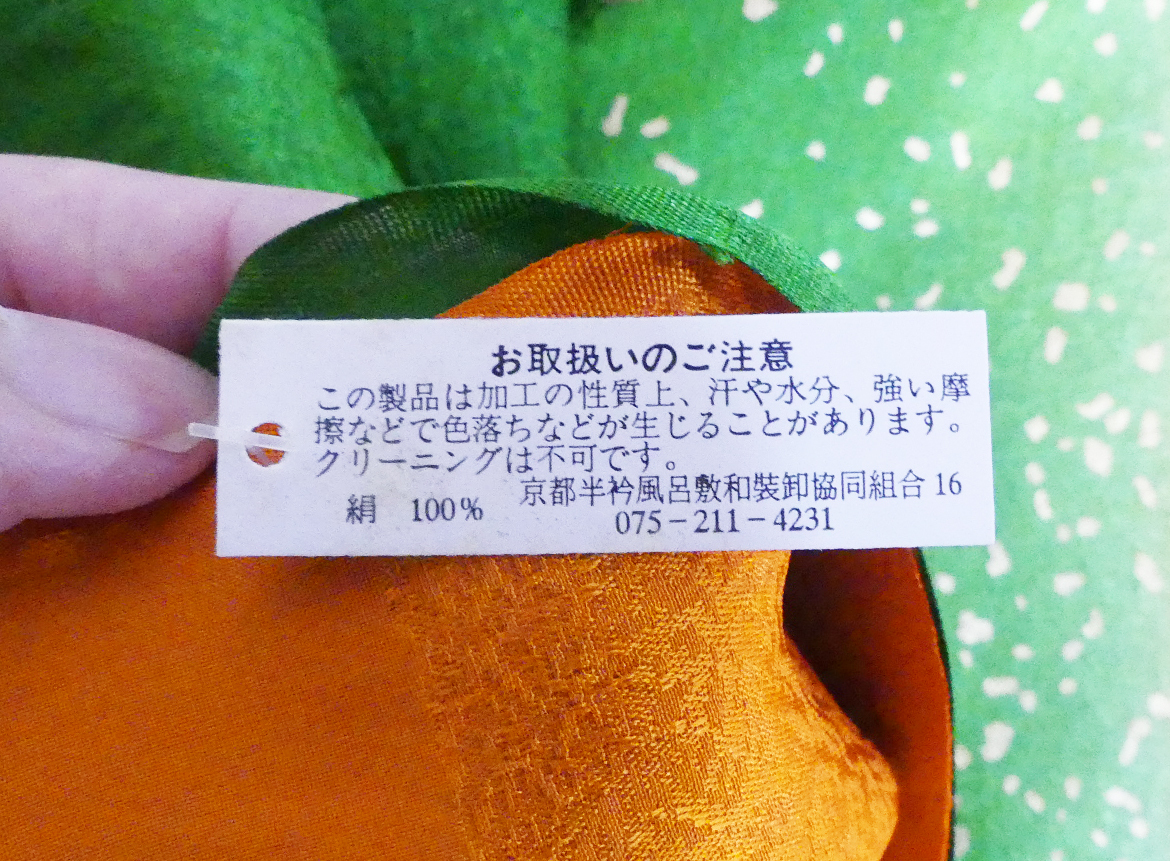 お取扱いのご注意
この製品は加工の性質上、汗や水分、強い摩
擦などで色落ちなどが生じることがあります。
クリーニングは不可です。
京都半衿風呂敷和装卸協同組合 16
絹 100%
075-211-4231